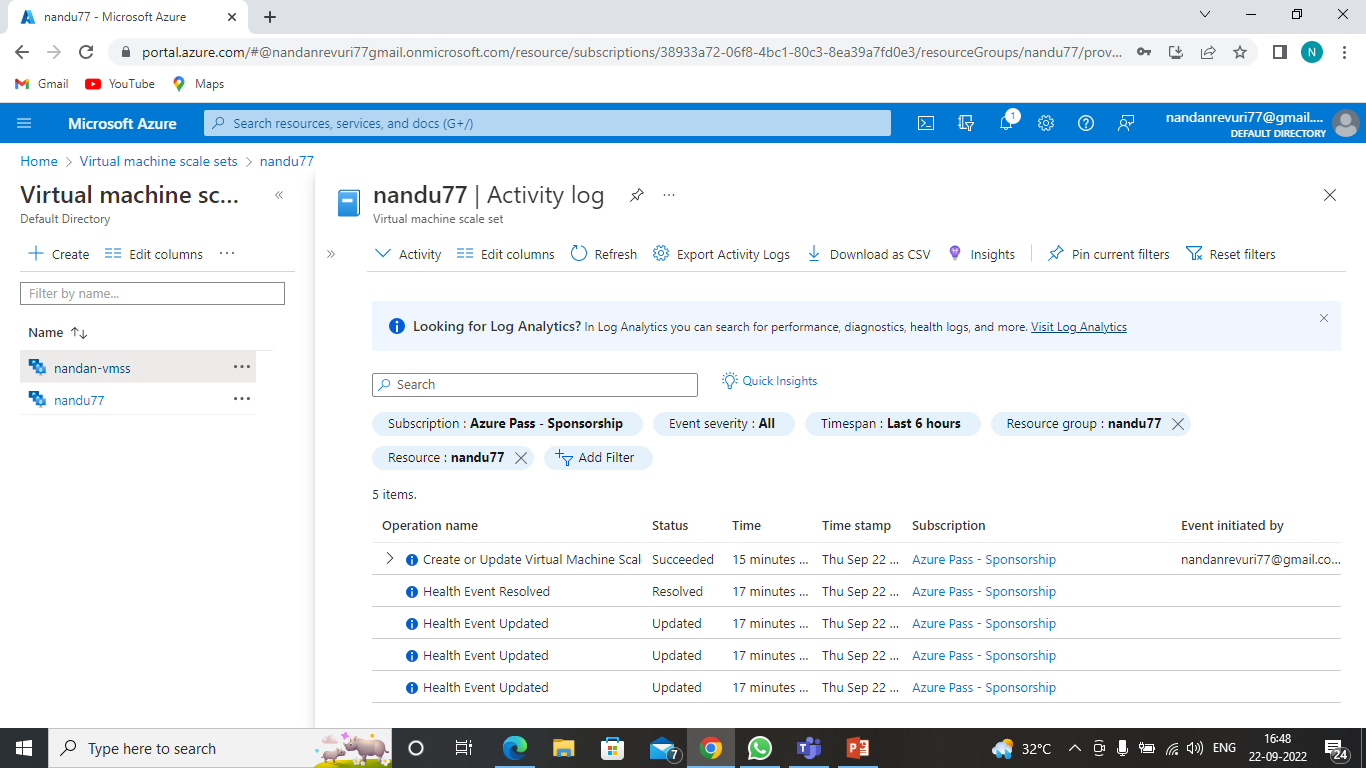 nandu77 - Microsoft Azure
portal.azure.com/#@nandanrevuri77gmail.onmicrosoft.com/resource/subscriptions/38933a72-06f8-4bc1-80c3-8ea39a7fd0e3/resourceGroups/nandu77/prov...
N
Gmail YouTube Maps
Microsoft Azure
Search resources, services, and docs (G+/)
1
nandanrevuri77@gmail....
DEFAULT DIRECTORY
Home > Virtual machine scale sets > nandu77
Virtual machine sc...
Default Directory
Create Edit columns ...
Filter by name...
Name
nandan-vmss
nandu77
nandu77 | Activity log
Virtual machine scale set
Activity Edit columns Refresh Export Activity Logs Download as CSV Insights Pin current filters Reset filters
Looking for Log Analytics? In Log Analytics you can search for performance, diagnostics, health logs, and more. Visit Log Analytics
Search
Quick Insights
Subscription : Azure Pass - Sponsorship Event severity : All Timespan : Last 6 hours Resource group : nandu77
Resource : nandu77 Add Filter
5 items.
Operation name Status Time Time stamp Subscription Event initiated by
Create or Update Virtual Machine Scal Succeeded 15 minutes ... Thu Sep 22 ... Azure Pass - Sponsorship nandanrevuri77@gmail.co...
Health Event Resolved Resolved 17 minutes ... Thu Sep 22 ... Azure Pass - Sponsorship
Health Event Updated Updated 17 minutes ... Thu Sep 22 ... Azure Pass - Sponsorship
Health Event Updated Updated 17 minutes ... Thu Sep 22 ... Azure Pass - Sponsorship
Health Event Updated Updated 17 minutes ... Thu Sep 22 ... Azure Pass - Sponsorship
Type here to search
7
32°C
ENG
16:48
22-09-2022
24